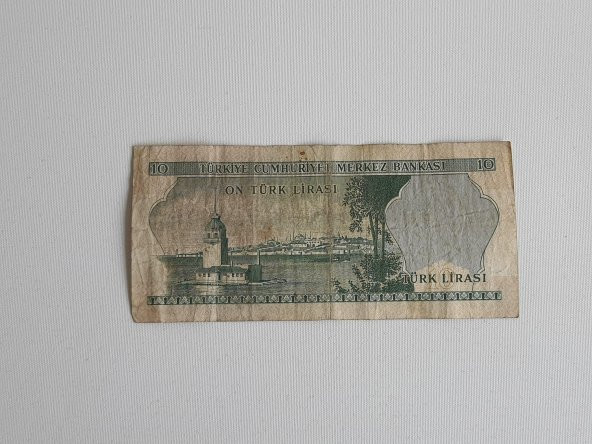 10 TÜRKİYE CUMHURİYET MERKEZ BANKASI 10
ON TÜRK LİRASI
TÜRK LİRASI